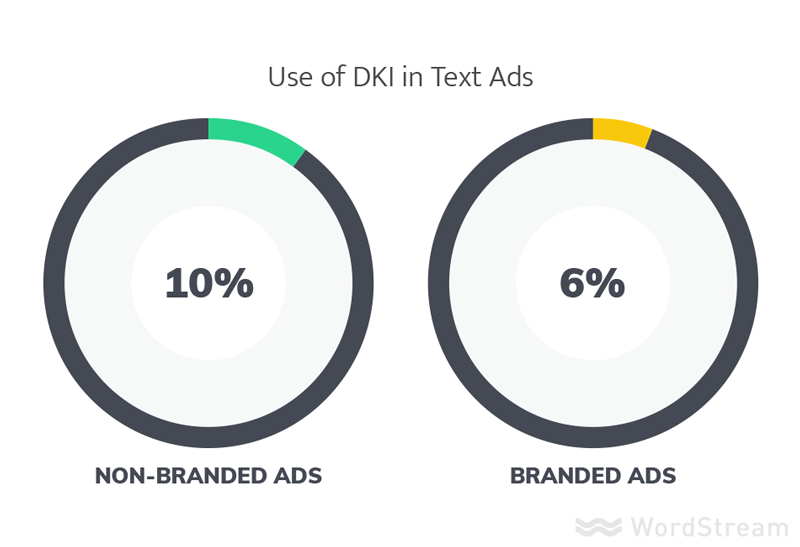 Use of DKI in Text Ads
10%
6%
NON-BRANDED ADS
BRANDED ADS
WordStream